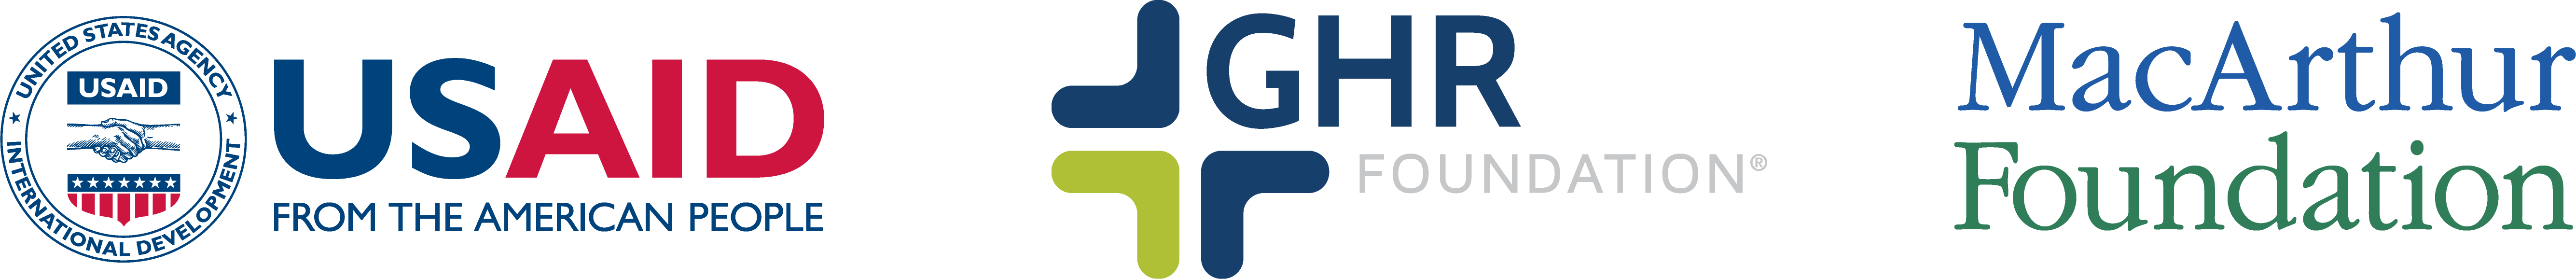 UNITED STATES AGENCY
INTERNATIONAL DEVELOPMENT
USAID
USAID
FROM THE AMERICAN PEOPLE
GHR
FOUNDATION®
MacArthur
Foundation